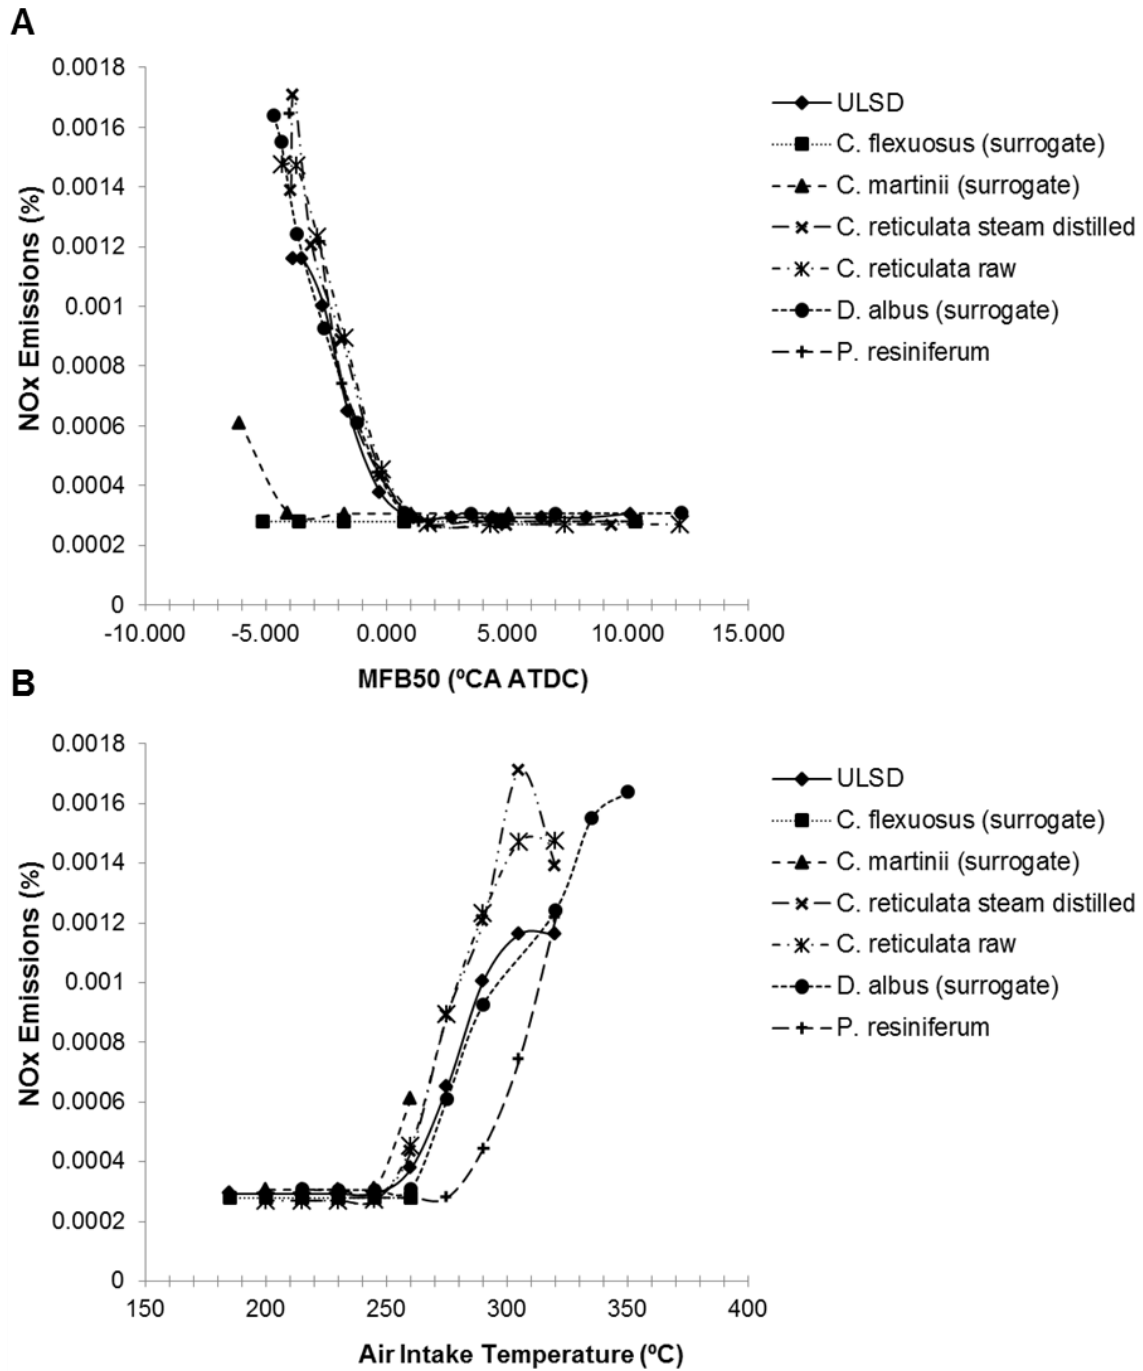 A
0.0018
0.0016
0.0014
0.0012
0.001
0.0008
0.0006
0.0004
0.0002
0
NOx Emissions (%)
-10.000 -5.000 0.000 5.000 10.000 15.000
MFB50 (ºCA ATDC)
ULSD
C. flexuosus (surrogate)
C. martinii (surrogate)
C. reticulata steam distilled
C. reticulata raw
D. albus (surrogate)
P. resiniferum
B
0.0018
0.0016
0.0014
0.0012
0.001
0.0008
0.0006
0.0004
0.0002
0
NOx Emissions (%)
150 200 250 300 350 400
Air Intake Temperature (ºC)
ULSD
C. flexuosus (surrogate)
C. martinii (surrogate)
C. reticulata steam distilled
C. reticulata raw
D. albus (surrogate)
P. resiniferum